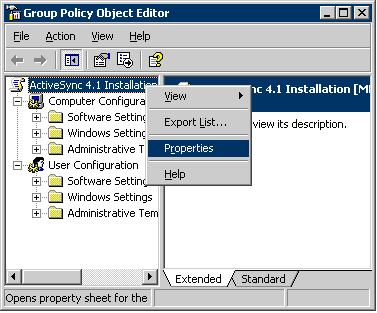 Group Policy Object Editor
File Action View Help
ActiveSync 4.1 Installation
Computer Configura
Software Setting
Windows Setting
Administrative T
User Configuration
Software Settings
Windows Settings
Administrative Tem
View
Export List...
Properties
Help
nc 4.1 Installation [M
view its description.
Extended Standard
Opens property sheet for the